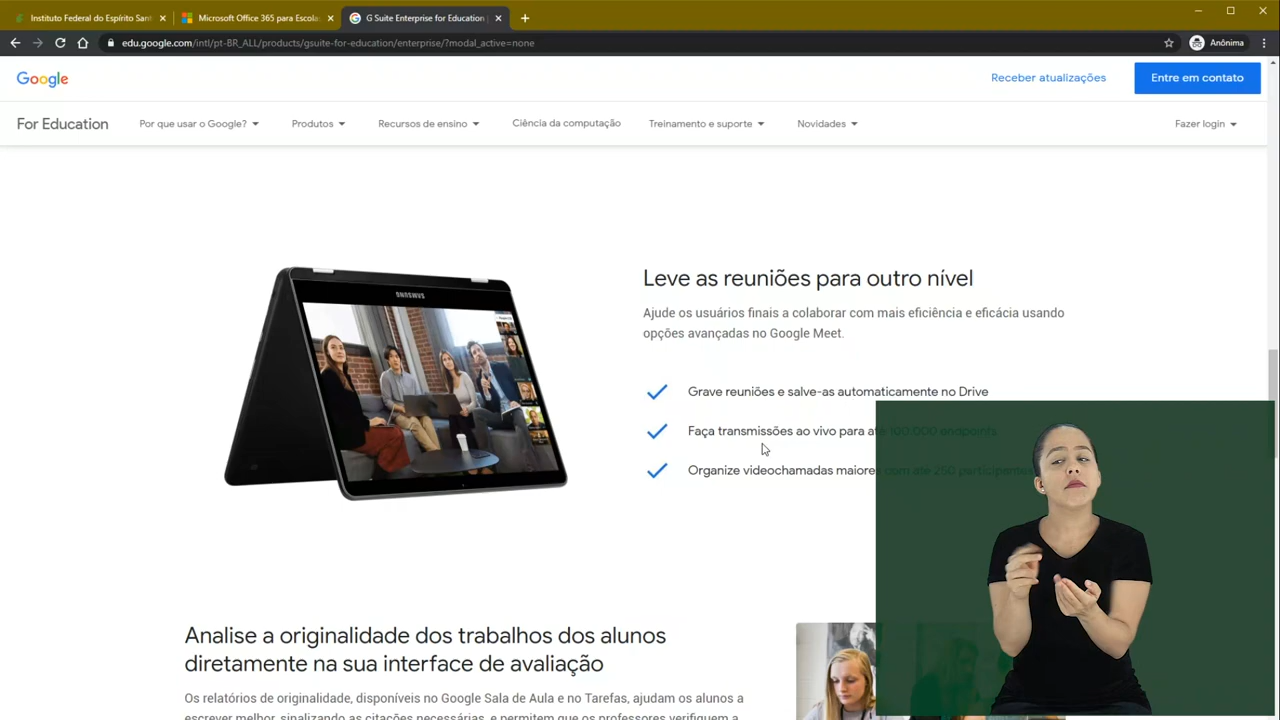 Instituto Federal do Espírito Sant
Microsoft Office 365 para Escolas
G Suite Enterprise for Education
edu.google.com/intl/pt-BR_ALL/products/gsuite-for-education/enterprise/?modal_active=none
Anônima
Google
Receber atualizações
Entre em contato
For Education
Por que usar o Google?
Produtos
Recursos de ensino
Ciência da computação
Treinamento e suporte
Novidades
Fazer login
SAMSUNG
Leve as reuniões para outro nível
Ajude os usuários finais a colaborar com mais eficiência e eficácia usando
opções avançadas no Google Meet.
Grave reuniões e salve-as automaticamente no Drive
Faça transmissões ao vivo para até 100.000 endpoints
Organize videochamadas maiores com até 250 participantes
Analise a originalidade dos trabalhos dos alunos
diretamente na sua interface de avaliação
Os relatórios de originalidade, disponíveis no Google Sala de Aula e no Tarefas, ajudam os alunos a
escrever melhor, sinalizando as citações necessárias, e permitem que os professores verifiquem a